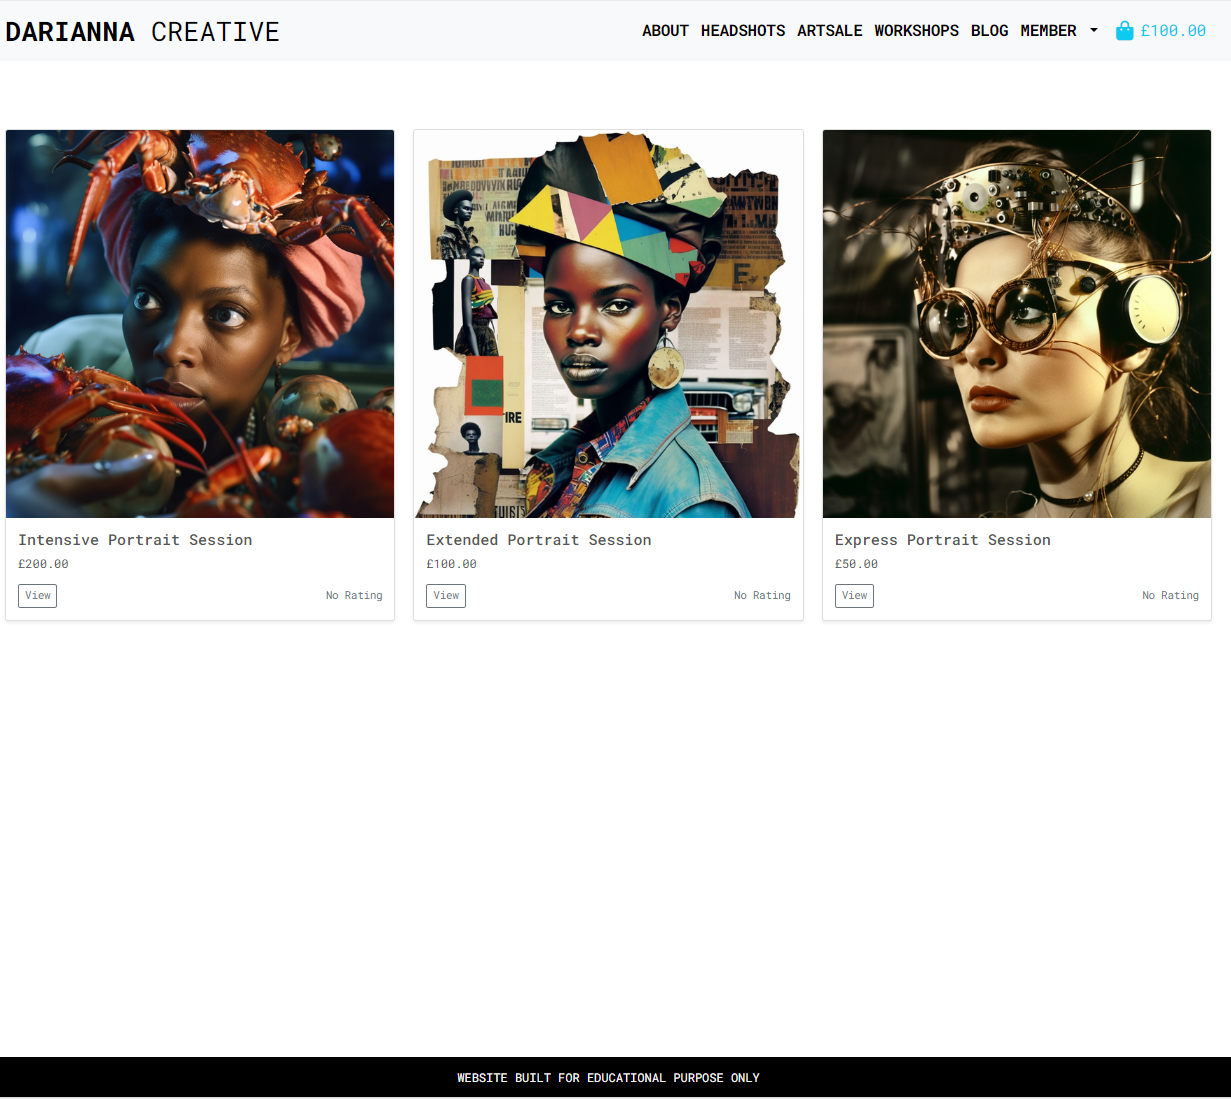 DARIANNA CREATIVE
ABOUT HEADSHOTS ARTSALE WORKSHOPS BLOG MEMBER £100.00
IRE
E
Intensive Portrait Session
£200.00
View
No Rating
Extended Portrait Session
£100.00
View
No Rating
Express Portrait Session
£50.00
View
No Rating
WEBSITE BUILT FOR EDUCATIONAL PURPOSE ONLY